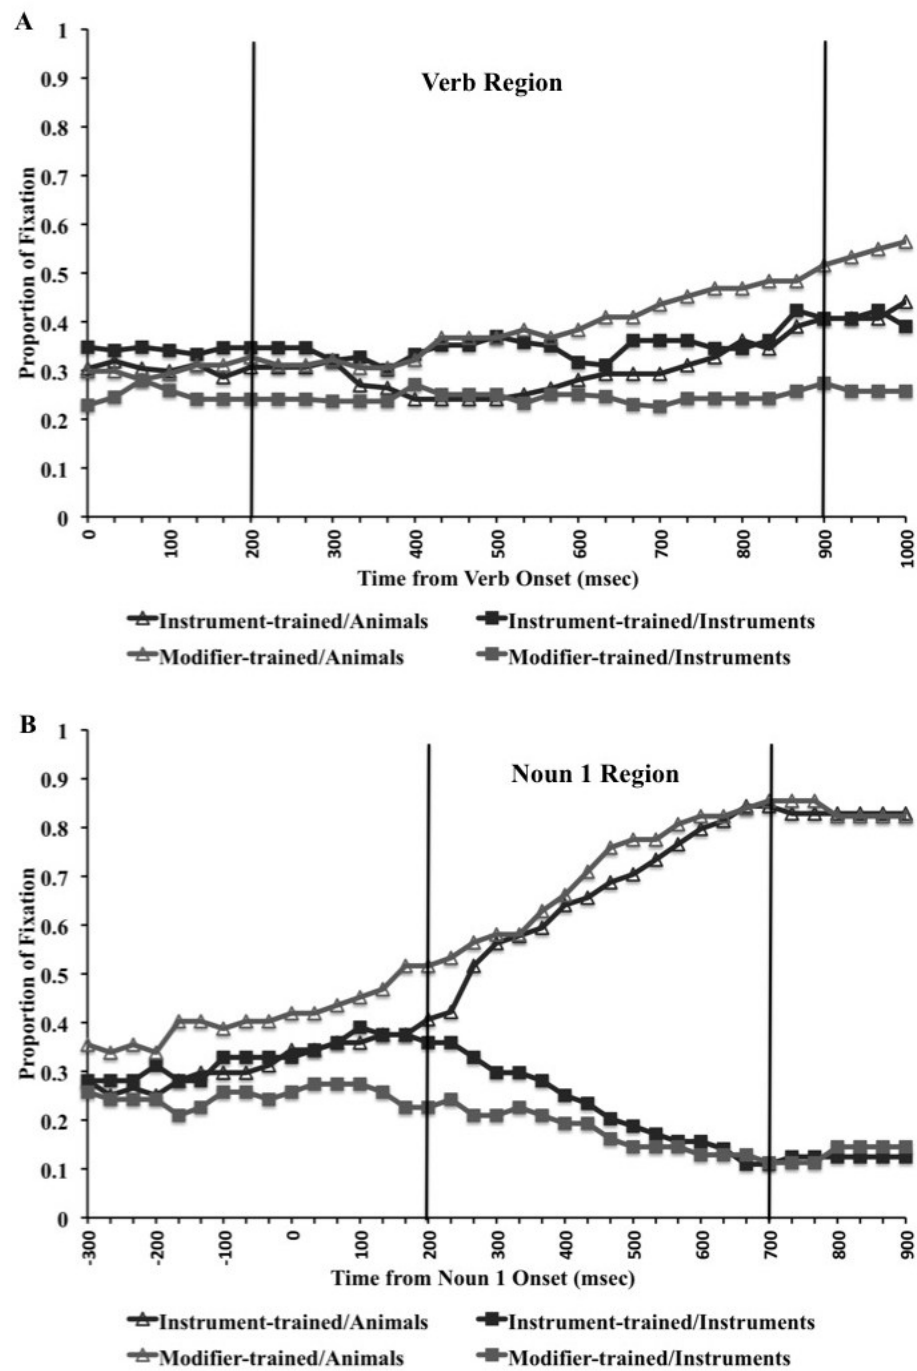 A
1
0.9
Verb Region
0.8
0.7
0.6
0.5
0.4
0.3
0.2
0.1
0
Proportion of Fixation
0 100 200 300 400 500 600 700 800 900 1000
Time from Verb Onset (msec)
Instrument-trained/Animals Instrument-trained/Instruments
Modifier-trained/Animals Modifier-trained/Instruments
B
1
0.9
Noun 1 Region
0.8
0.7
0.6
0.5
0.4
0.3
0.2
0.1
0
Proportion of Fixation
-300 -200 -100 0 100 200 300 400 500 600 700 800 900
Time from Noun 1 Onset (msec)
Instrument-trained/Animals Instrument-trained/Instruments
Modifier-trained/Animals Modifier-trained/Instruments